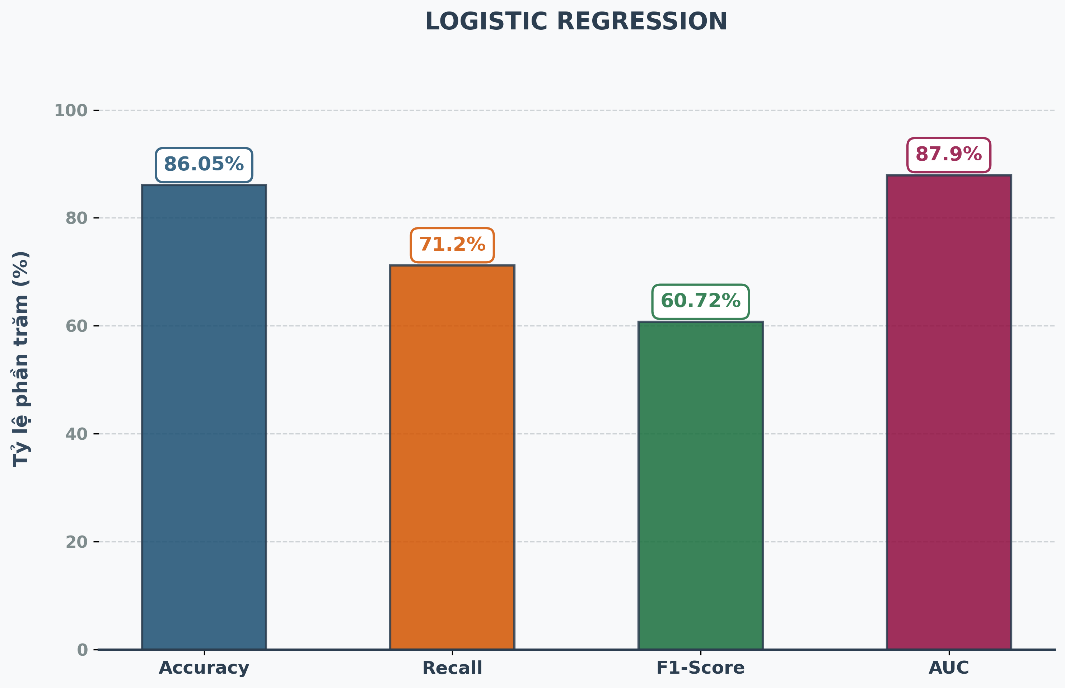 LOGISTIC REGRESSION
Tỷ lệ phần trăm (%)
100
80
60
40
20
0
86.05%
71.2%
60.72%
87.9%
Accuracy
Recall
F1-Score
AUC